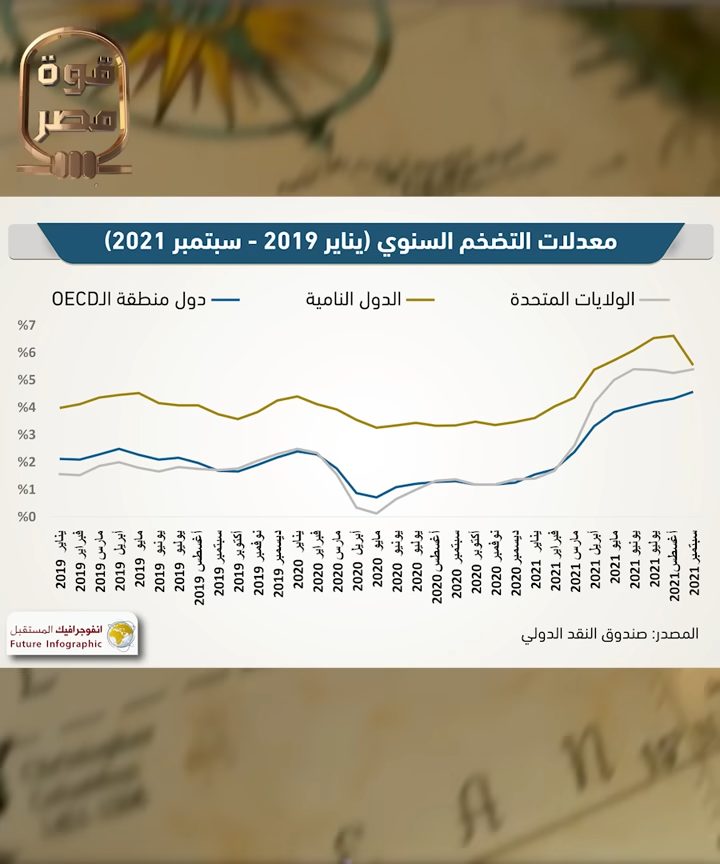 قوة
مصر
معدلات التضخم السنوي (يناير 2019 - سبتمبر 2021)
الولايات المتحدة
الدول النامية
دول منطقة الـOECD
%7
%6
%5
%4
%3
%2
%1
%0
يناير 2019
فبراير 2019
مارس 2019
أبريل 2019
مايو 2019
يونيو 2019
يوليو 2019
أغسطس 2019
سبتمبر 2019
أكتوبر 2019
نوفمبر 2019
ديسمبر 2019
يناير 2020
فبراير 2020
مارس 2020
أبريل 2020
مايو 2020
يونيو 2020
يوليو 2020
أغسطس 2020
سبتمبر 2020
أكتوبر 2020
نوفمبر 2020
ديسمبر 2020
يناير 2021
فبراير 2021
مارس 2021
أبريل 2021
مايو 2021
يونيو 2021
يوليو 2021
أغسطس 2021
سبتمبر 2021
المصدر: صندوق النقد الدولي
انفوجرافيك المستقبل
Future Infographic
A N